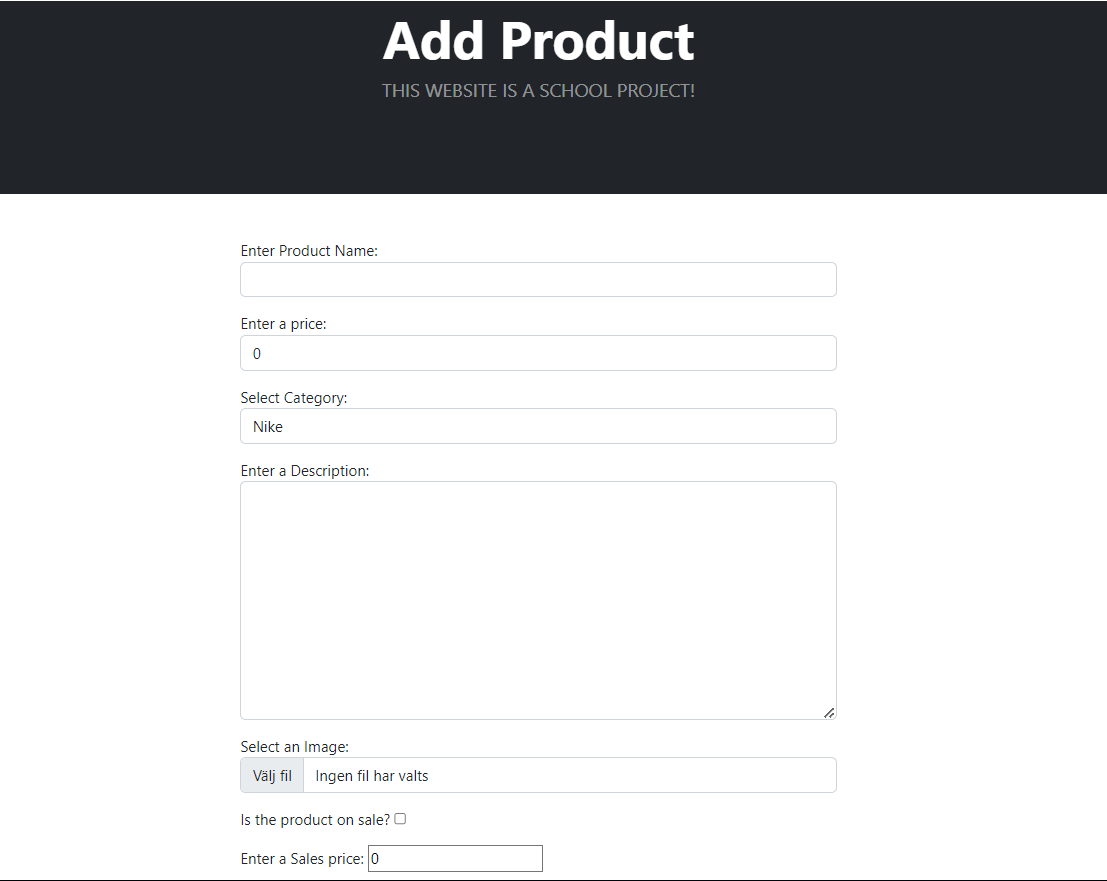 Add Product
THIS WEBSITE IS A SCHOOL PROJECT!
Enter Product Name:
Enter a price:
0
Select Category:
Nike
Enter a Description:
Select an Image:
Välj fil Ingen fil har valts
Is the product on sale?
Enter a Sales price: 0